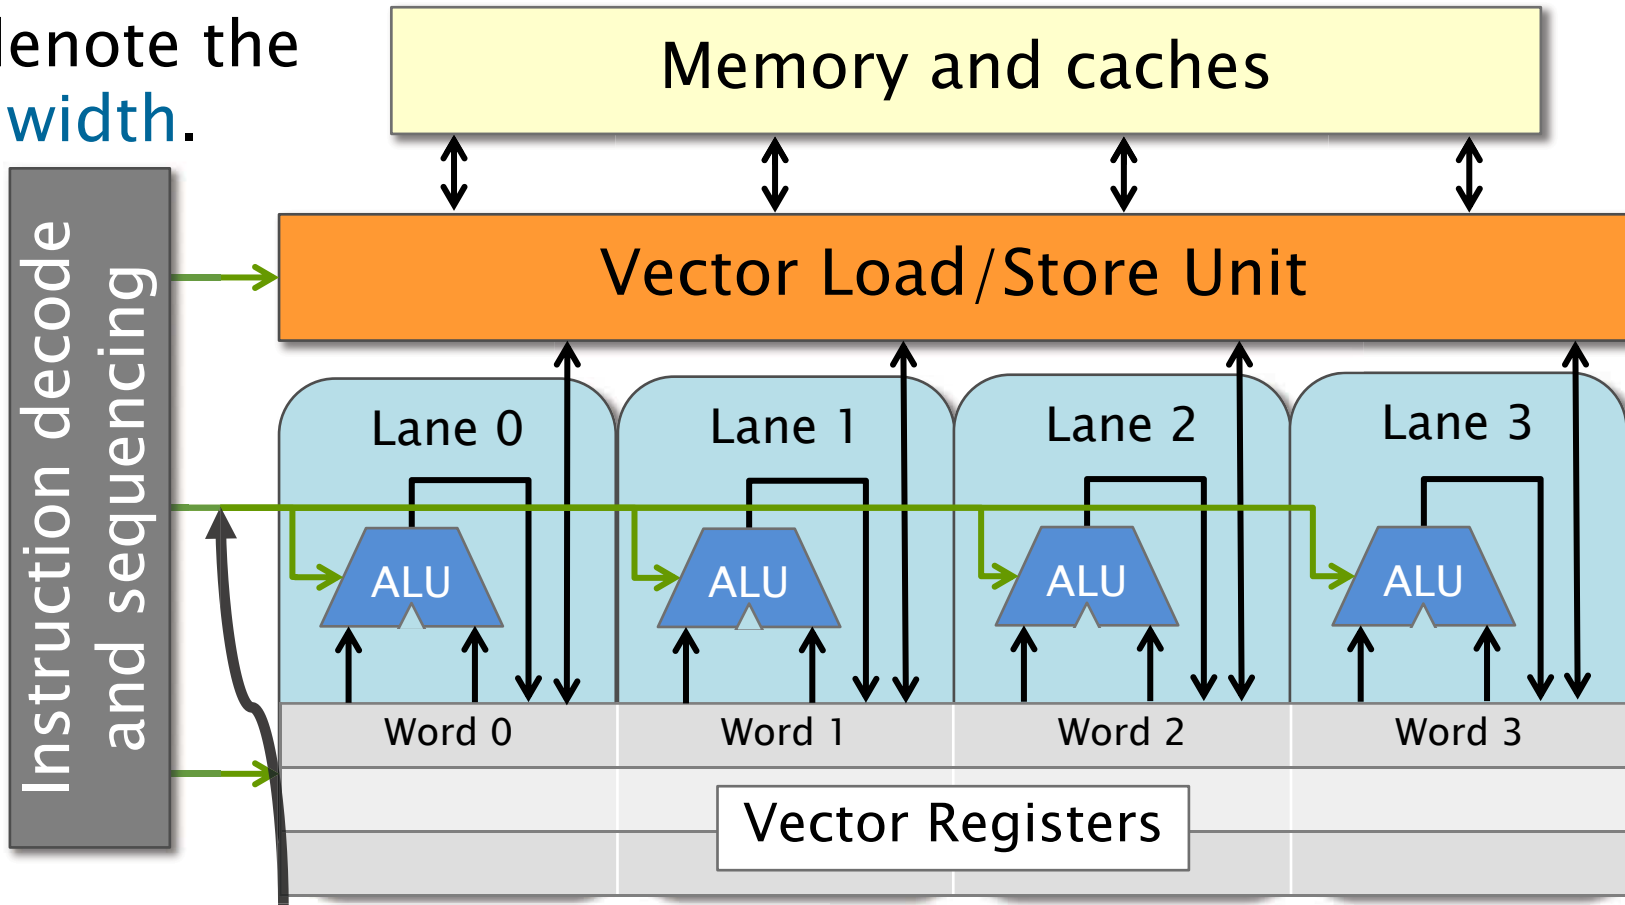 denote the
width.
Memory and caches
Instruction decode
and sequencing
Vector Load/Store Unit
Lane 0
Lane 1
Lane 2
Lane 3
ALU
ALU
ALU
ALU
Word 0
Word 1
Word 2
Word 3
Vector Registers